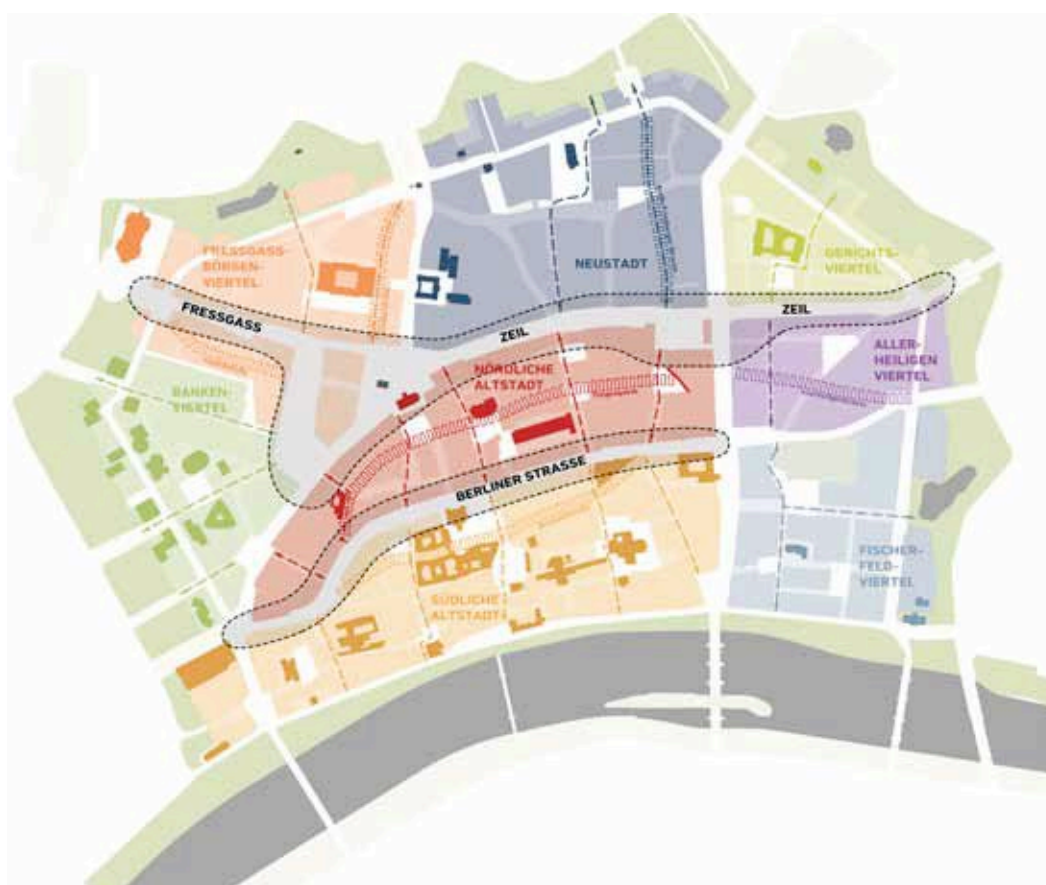 FRESSGASS-
BÖRSEN-
VIERTEL
NEUSTADT
GERICHTS-
VIERTEL
FRESSGASS
ZEIL
ZEIL
ALLER-
HEILIGEN
VIERTEL
NÖRDLICHE
ALTSTADT
BANKEN-
VIERTEL
BERLINER STRASSE
FISCHER-
FELD-
VIERTEL
SÜDLICHE
ALTSTADT